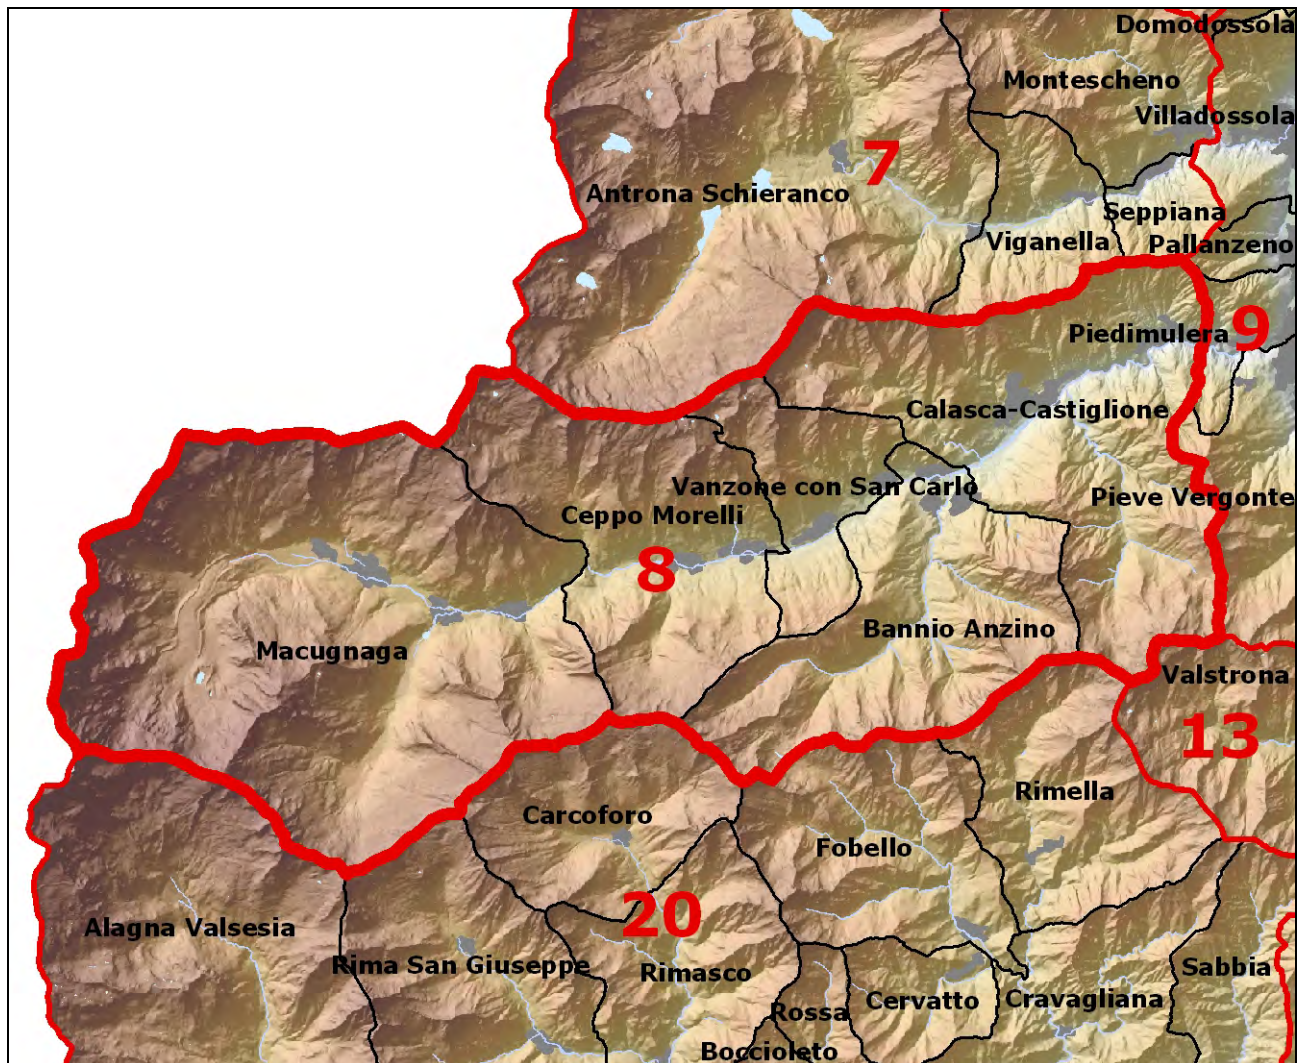 Domodossola
Montescheno
Villadossola
7
Antrona Schieranco
Seppiana
Viganella
Pallanzeno
Piedimulera
9
Calasca-Castiglione
Vanzone con San Carlo
Pieve Vergonte
Ceppo Morelli
8
Bannio Anzino
Macugnaga
Valstrona
13
Rimella
Carcoforo
Fobello
20
Alagna Valsesia
Rima San Giuseppe
Rimasco
Sabbia
Cervatto
Cravagliana
Rossa
Boccioleto